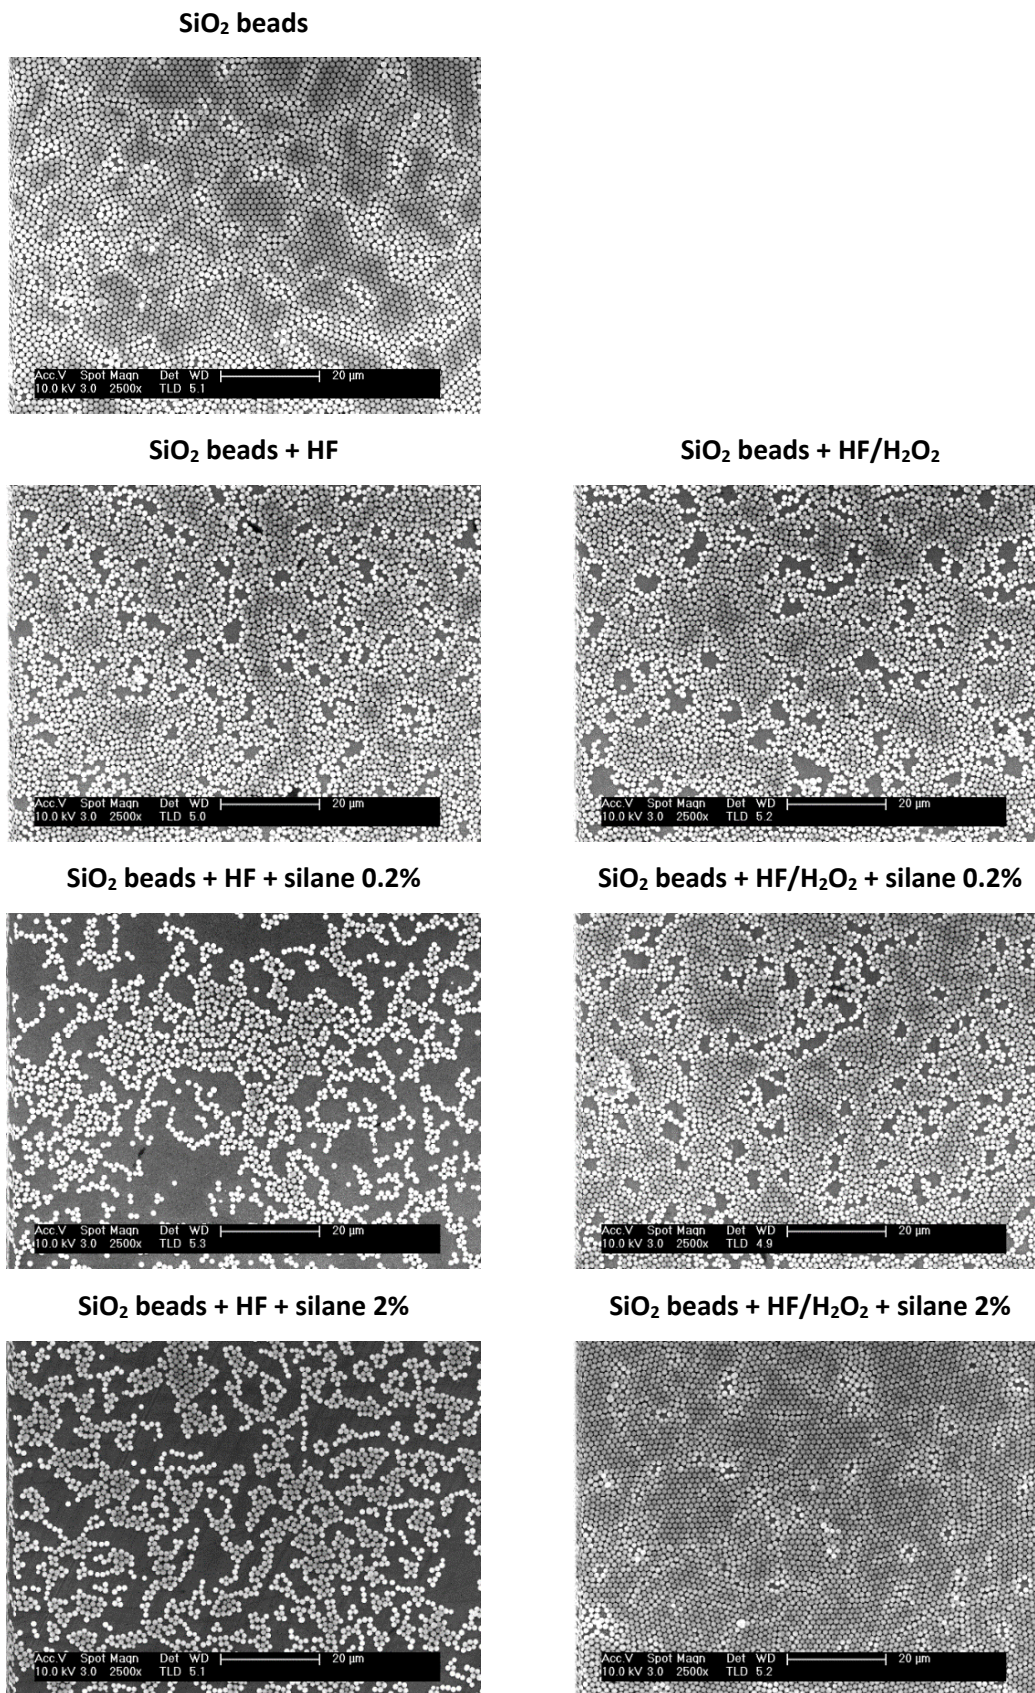 SiO₂ beads
Acc.V Spot Magn Det WD 20 µm
10.0 kV 3.0 2500x TLD 5.1
SiO₂ beads + HF
SiO₂ beads + HF/H₂O₂
Acc.V Spot Magn Det WD 20 µm
10.0 kV 3.0 2500x TLD 5.0
Acc.V Spot Magn Det WD 20 µm
10.0 kV 3.0 2500x TLD 5.2
SiO₂ beads + HF + silane 0.2%
SiO₂ beads + HF/H₂O₂ + silane 0.2%
Acc.V Spot Magn Det WD 20 µm
10.0 kV 3.0 2500x TLD 5.3
Acc.V Spot Magn Det WD 20 µm
10.0 kV 3.0 2500x TLD 4.9
SiO₂ beads + HF + silane 2%
SiO₂ beads + HF/H₂O₂ + silane 2%
Acc.V Spot Magn Det WD 20 µm
10.0 kV 3.0 2500x TLD 5.1
Acc.V Spot Magn Det WD 20 µm
10.0 kV 3.0 2500x TLD 5.2